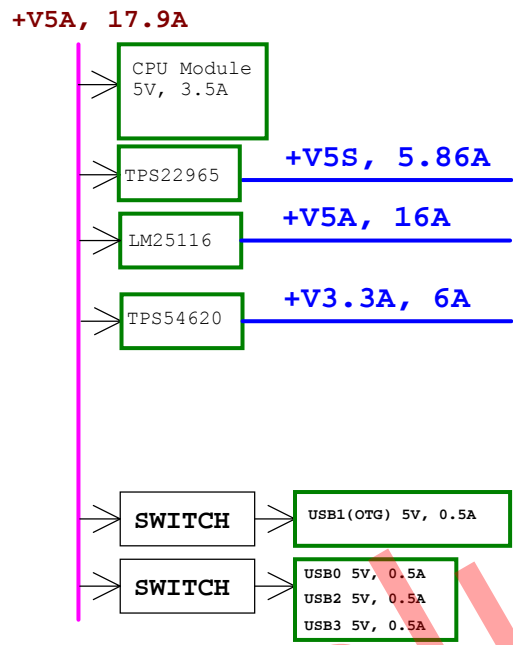 +V5A, 17.9A
CPU Module
5V, 3.5A
TPS22965
+V5S, 5.86A
LM25116
+V5A, 16A
TPS54620
+V3.3A, 6A
SWITCH
USB1(OTG) 5V, 0.5A
SWITCH
USB0 5V, 0.5A
USB2 5V, 0.5A
USB3 5V, 0.5A